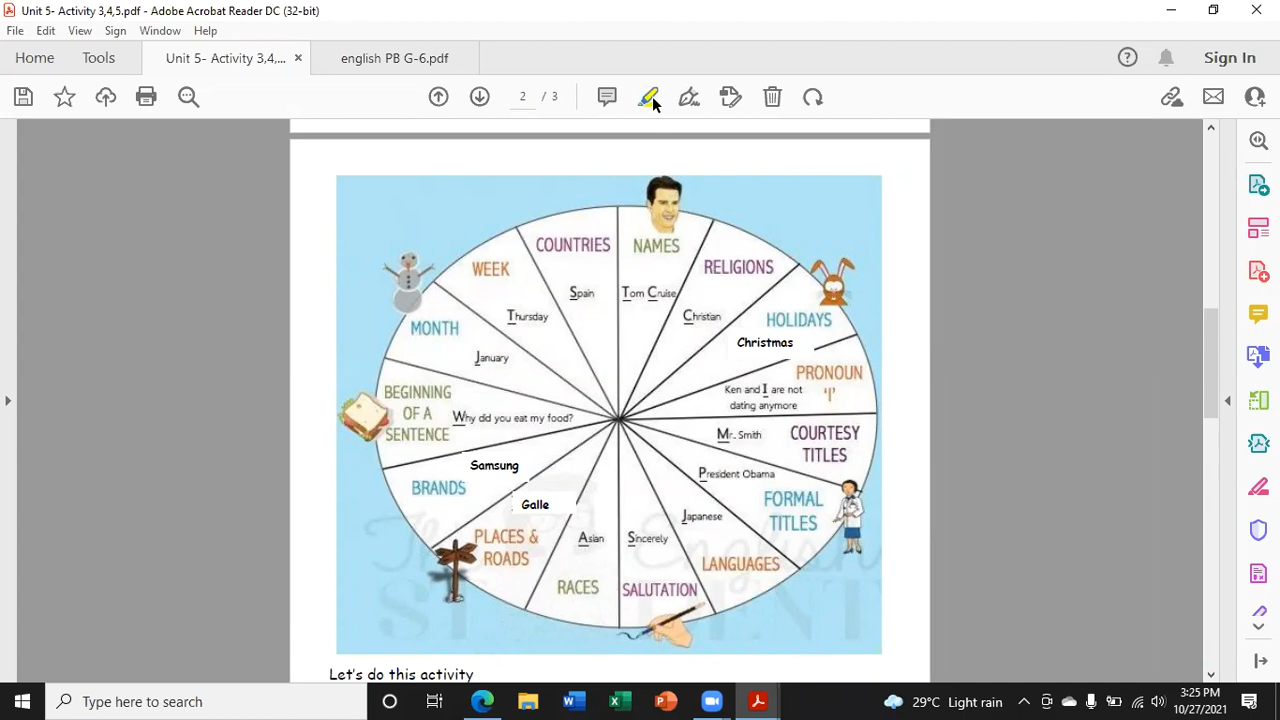 Unit 5- Activity 3,4,5.pdf - Adobe Acrobat Reader DC (32-bit)
File Edit View Sign Window Help
Home Tools Unit 5- Activity 3,4,... × english PB G-6.pdf Sign In
2 / 3
COUNTRIES
Spain
NAMES
Tom Cruise
RELIGIONS
Christian
HOLIDAYS
Christmas
PRONOUN
'I'
Ken and I are not
dating anymore
COURTESY
TITLES
Mr. Smith
FORMAL
TITLES
President Obama
LANGUAGES
Japanese
SALUTATION
Sincerely
RACES
Asian
PLACES &
ROADS
Galle
BRANDS
Samsung
BEGINNING
OF A
SENTENCE
Why did you eat my food?
MONTH
January
WEEK
Thursday
Let's do this activity
Type here to search
29°C Light rain
3:25 PM
10/27/2021